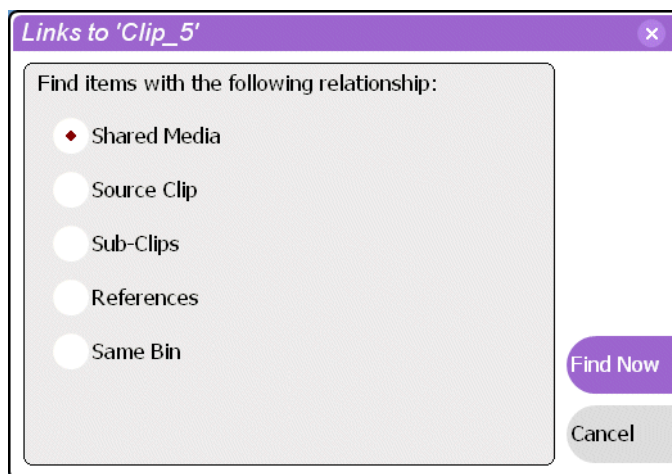 Links to 'Clip_5'
Find items with the following relationship:
Shared Media
Source Clip
Sub-Clips
References
Same Bin
Find Now
Cancel